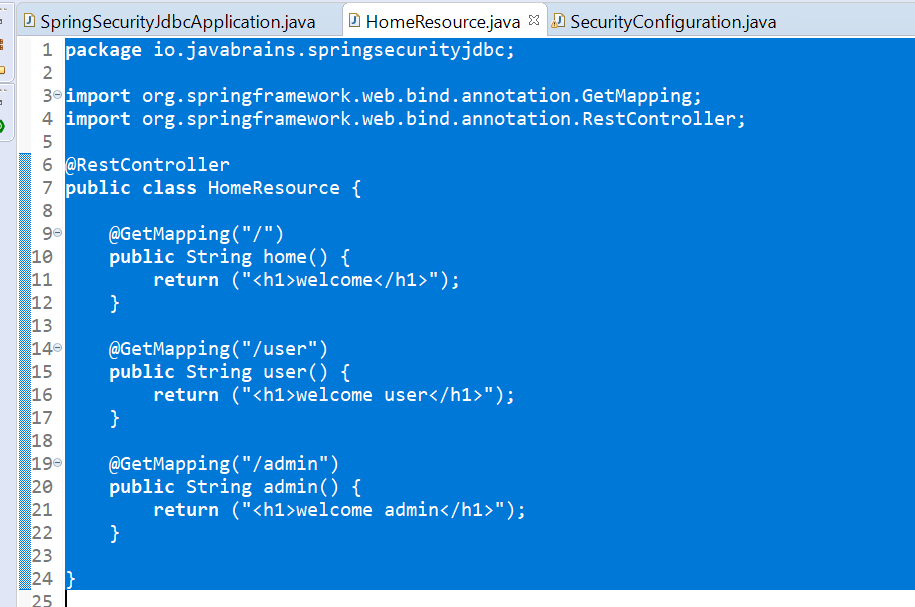 SpringSecurityJdbcApplication.java HomeResource.java SecurityConfiguration.java
1 package io.javabrains.springsecurityjdbc;
2
3 import org.springframework.web.bind.annotation.GetMapping;
4 import org.springframework.web.bind.annotation.RestController;
5
6 @RestController
7 public class HomeResource {
8
9     @GetMapping("/")
10     public String home() {
11         return ("<h1>welcome</h1>");
12     }
13
14     @GetMapping("/user")
15     public String user() {
16         return ("<h1>welcome user</h1>");
17     }
18
19     @GetMapping("/admin")
20     public String admin() {
21         return ("<h1>welcome admin</h1>");
22     }
23
24 }
25